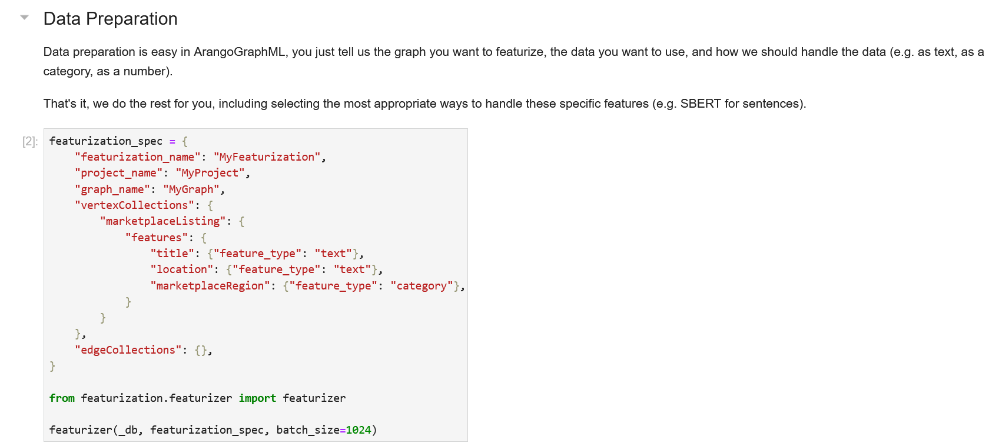 Data Preparation
Data preparation is easy in ArangoGraphML, you just tell us the graph you want to featurize, the data you want to use, and how we should handle the data (e.g. as text, as a
category, as a number).
That's it, we do the rest for you, including selecting the most appropriate ways to handle these specific features (e.g. SBERT for sentences).
[2]:
featurization_spec = {
    "featurization_name": "MyFeaturization",
    "project_name": "MyProject",
    "graph_name": "MyGraph",
    "vertexCollections": {
        "marketplaceListing": {
            "features": {
                "title": {"feature_type": "text"},
                "location": {"feature_type": "text"},
                "marketplaceRegion": {"feature_type": "category"},
            }
        }
    },
    "edgeCollections": {},
}
from featurization.featurizer import featurizer
featurizer(_db, featurization_spec, batch_size=1024)